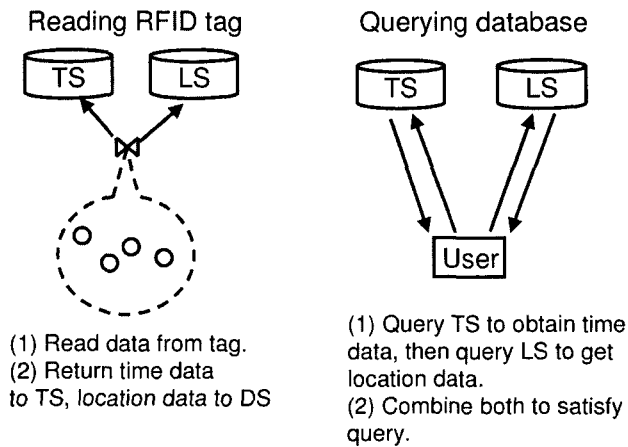 Reading RFID tag
TS LS
(1) Read data from tag.
(2) Return time data
to TS, location data to DS
Querying database
TS LS
User
(1) Query TS to obtain time
data, then query LS to get
location data.
(2) Combine both to satisfy
query.